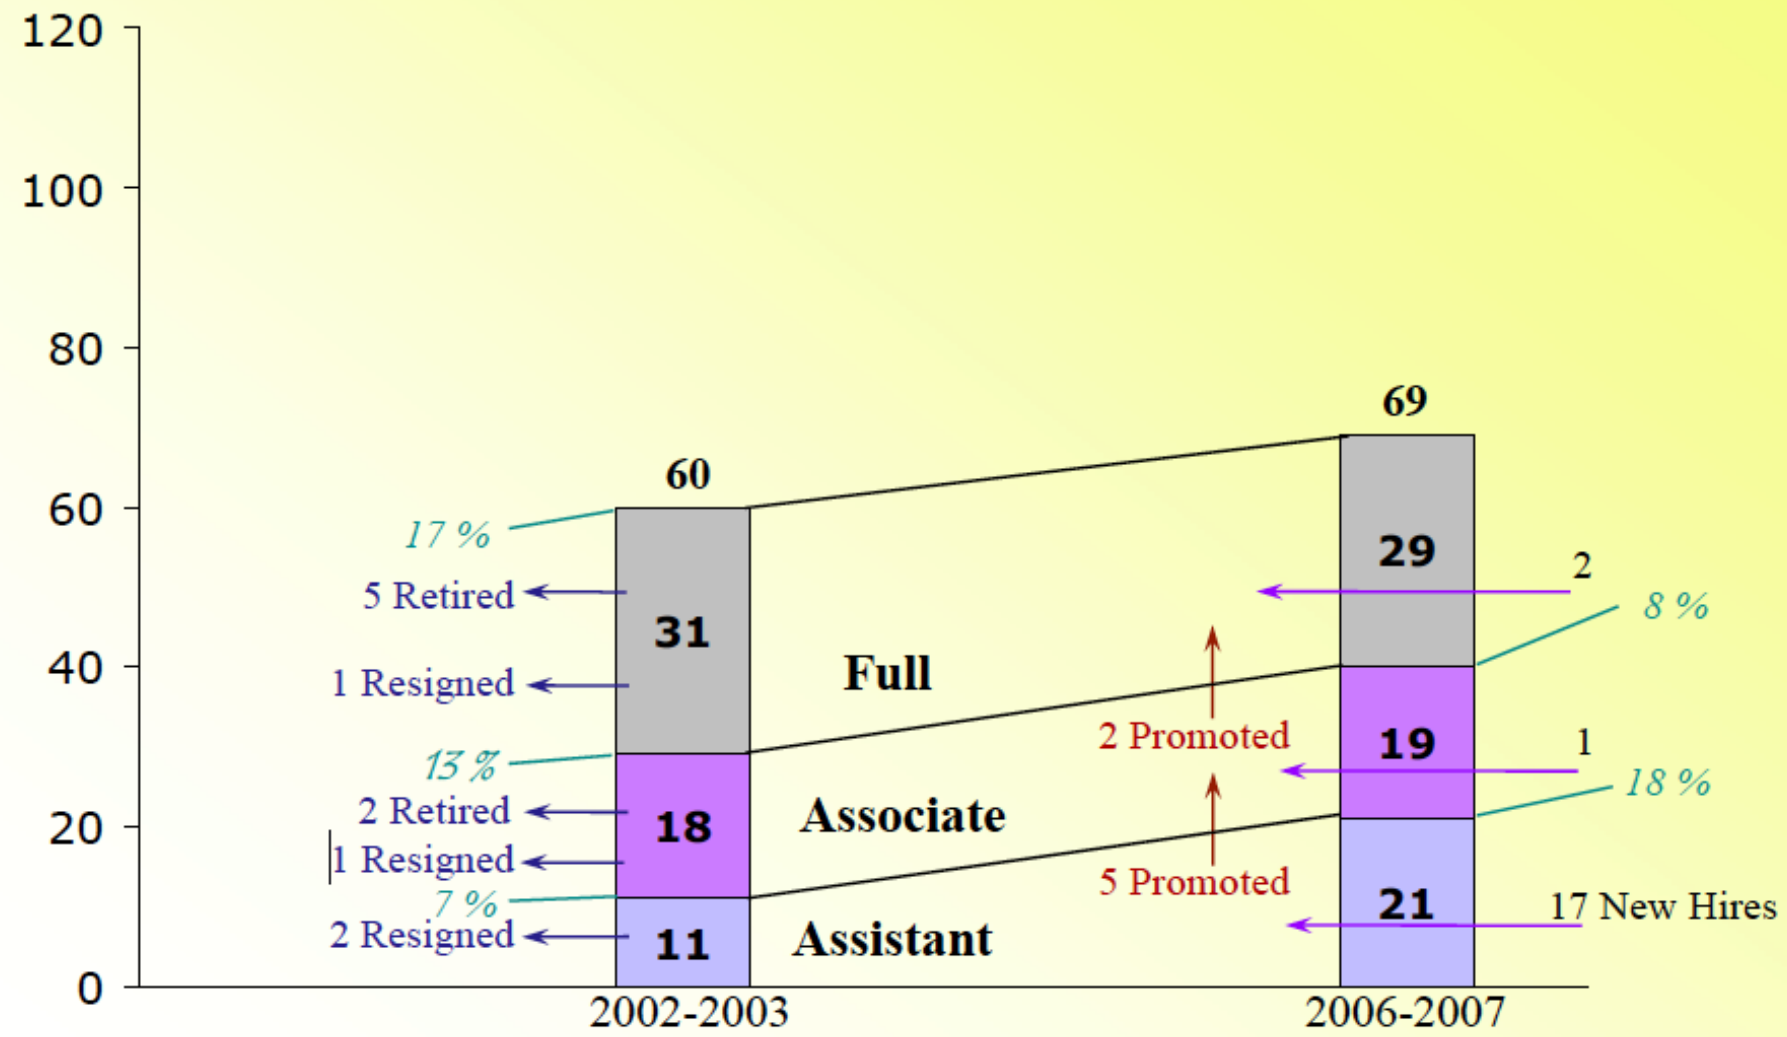 120
100
80
60
40
20
0
60
69
17 %
5 Retired
31
1 Resigned
13 %
2 Retired
18
1 Resigned
7 %
2 Resigned
11
Full
Associate
Assistant
2 Promoted
5 Promoted
29
2
8 %
19
1
18 %
21
17 New Hires
2002-2003
2006-2007